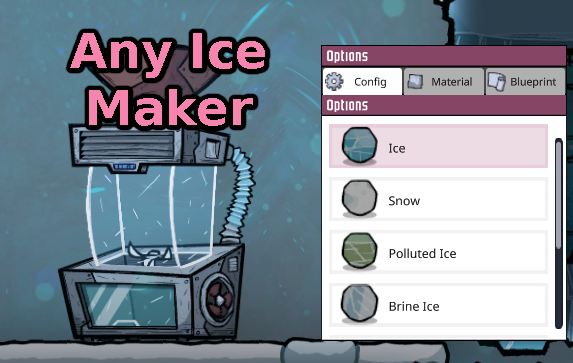 Any Ice
Maker
Options
Config
Material
Blueprint
Options
Ice
Snow
Polluted Ice
Brine Ice